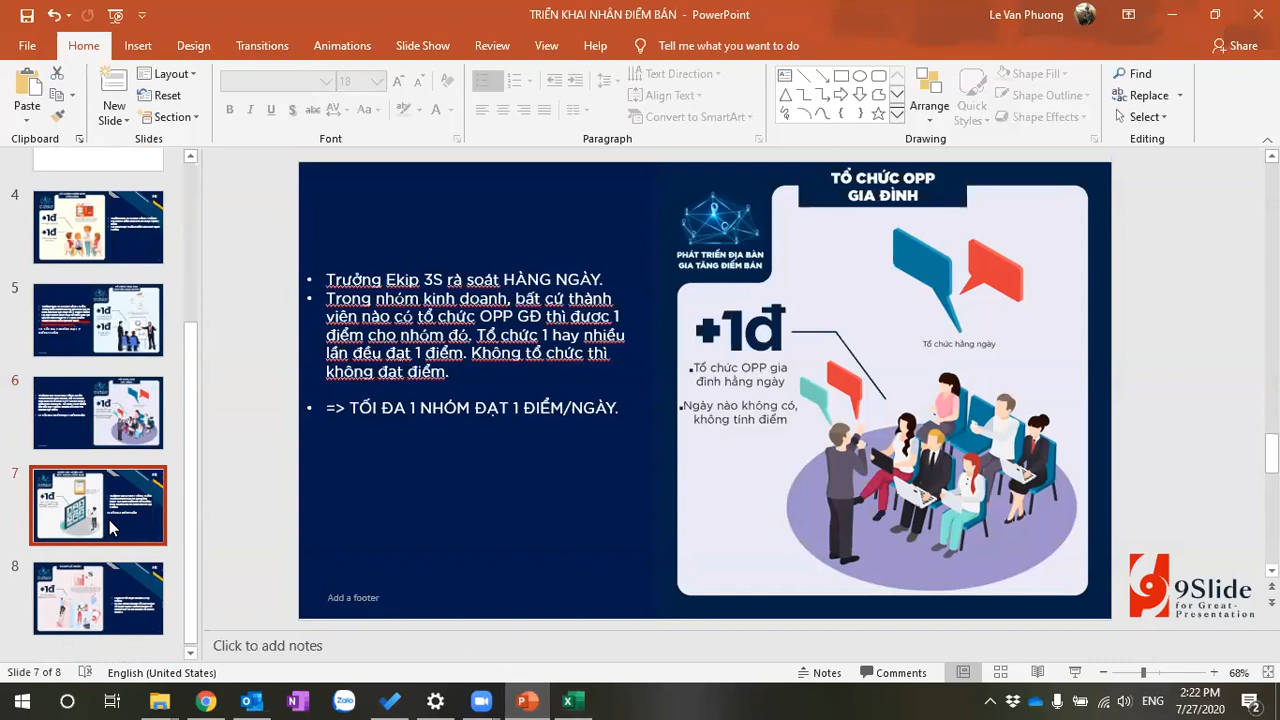 TRIỂN KHAI NHÂN ĐIỂM BÁN - PowerPoint
Le Van Phuong
File Home Insert Design Transitions Animations Slide Show Review View Help Tell me what you want to do Share
Paste
New Slide
Layout
Reset
Section
18
Text Direction
Align Text
Convert to SmartArt
Arrange
Quick Styles
Shape Fill
Shape Outline
Shape Effects
Find
Replace
Select
Clipboard Slides Font Paragraph Drawing Editing
4
5
6
7
8
+1đ
+1đ
+1đ
+1đ
+1đ
Trưởng Ekip 3S rà soát HÀNG NGÀY.
Trong nhóm kinh doanh, bất cứ thành
viên nào có tổ chức OPP GĐ thì được 1
điểm cho nhóm đó. Tổ chức 1 hay nhiều
lần đều đạt 1 điểm. Không tổ chức thì
không đạt điểm.
=> TỐI ĐA 1 NHÓM ĐẠT 1 ĐIỂM/NGÀY.
Add a footer
TỔ CHỨC OPP
GIA ĐÌNH
PHÁT TRIỂN ĐỊA BÀN
GIA TĂNG ĐIỂM BÁN
+1đ
Tổ chức OPP gia
đình hằng ngày
Ngày nào không có,
không tính điểm
Tổ chức hằng ngày
9Slide
for Great-
Presentation
Click to add notes
Slide 7 of 8 English (United States) Notes Comments 68%
Zalo
ENG
2:22 PM
7/27/2020
2